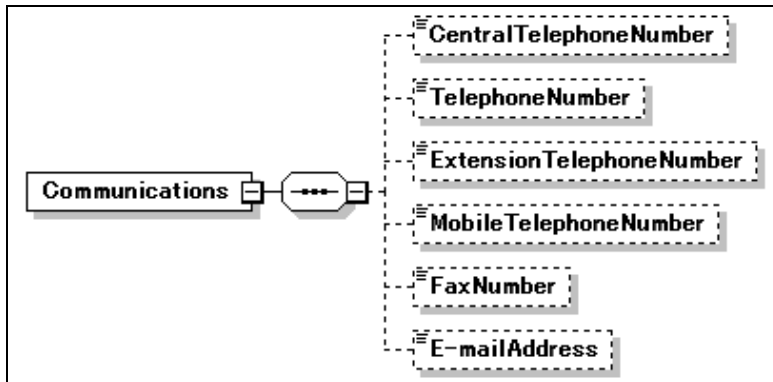 CentralTelephoneNumber
TelephoneNumber
ExtensionTelephoneNumber
Communications
MobileTelephoneNumber
FaxNumber
E-mailAddress